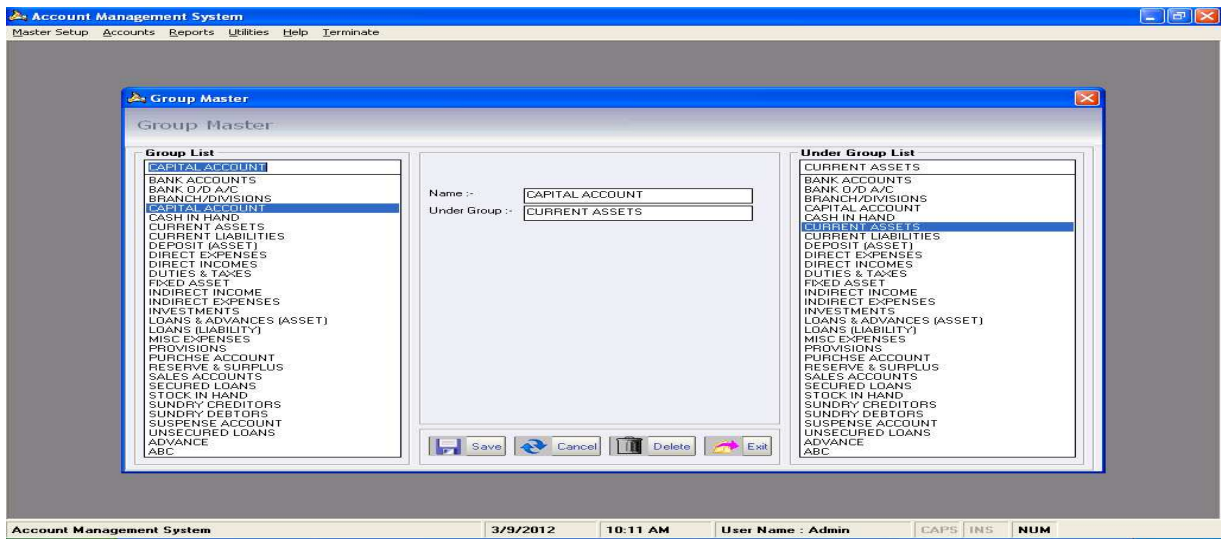 Account Management System
Master Setup Accounts Reports Utilities Help Terminate
Group Master
Group Master
Group List
CAPITAL ACCOUNT
BANK ACCOUNTS
BANK O/D A/C
BRANCH/DIVISIONS
CAPITAL ACCOUNT
CASH IN HAND
CURRENT ASSETS
CURRENT LIABILITIES
DEPOSIT (ASSET)
DIRECT EXPENSES
DIRECT INCOMES
DUTIES & TAXES
FIXED ASSET
INDIRECT INCOME
INDIRECT EXPENSES
INVESTMENTS
LOANS & ADVANCES (ASSET)
LOANS (LIABILITY)
MISC EXPENSES
PROVISIONS
PURCHSE ACCOUNT
RESERVE & SURPLUS
SALES ACCOUNTS
SECURED LOANS
STOCK IN HAND
SUNDRY CREDITORS
SUNDRY DEBTORS
SUSPENSE ACCOUNT
UNSECURED LOANS
ADVANCE
ABC
Name :- CAPITAL ACCOUNT
Under Group :- CURRENT ASSETS
Save Cancel Delete Exit
Under Group List
CURRENT ASSETS
BANK ACCOUNTS
BANK O/D A/C
BRANCH/DIVISIONS
CAPITAL ACCOUNT
CASH IN HAND
CURRENT ASSETS
CURRENT LIABILITIES
DEPOSIT (ASSET)
DIRECT EXPENSES
DIRECT INCOMES
DUTIES & TAXES
FIXED ASSET
INDIRECT INCOME
INDIRECT EXPENSES
INVESTMENTS
LOANS & ADVANCES (ASSET)
LOANS (LIABILITY)
MISC EXPENSES
PROVISIONS
PURCHSE ACCOUNT
RESERVE & SURPLUS
SALES ACCOUNTS
SECURED LOANS
STOCK IN HAND
SUNDRY CREDITORS
SUNDRY DEBTORS
SUSPENSE ACCOUNT
UNSECURED LOANS
ADVANCE
ABC
Account Management System 3/9/2012 10:11 AM User Name : Admin CAPS INS NUM